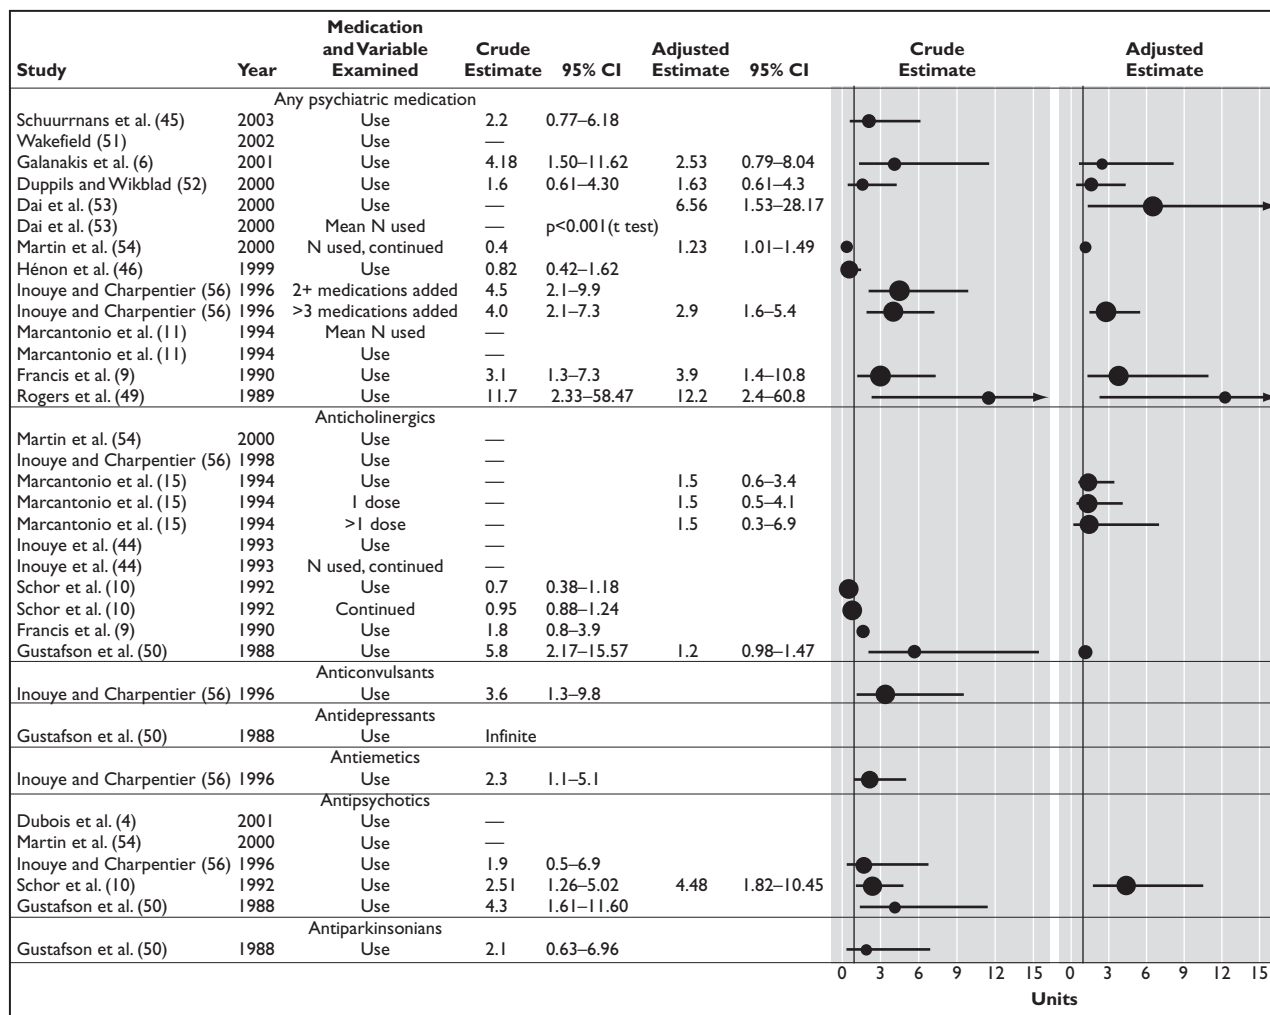 Medication
and Variable Crude Adjusted Crude Adjusted
Study Year Examined Estimate 95% CI Estimate 95% CI Estimate Estimate
Any psychiatric medication
Schuurrnans et al. (45) 2003 Use 2.2 0.77–6.18
Wakefield (51) 2002 Use —
Galanakis et al. (6) 2001 Use 4.18 1.50–11.62 2.53 0.79–8.04
Duppils and Wikblad (52) 2000 Use 1.6 0.61–4.30 1.63 0.61–4.3
Dai et al. (53) 2000 Use — 6.56 1.53–28.17
Dai et al. (53) 2000 Mean N used — p<0.001(t test)
Martin et al. (54) 2000 N used, continued 0.4 1.23 1.01–1.49
Hénon et al. (46) 1999 Use 0.82 0.42–1.62
Inouye and Charpentier (56) 1996 2+ medications added 4.5 2.1–9.9
Inouye and Charpentier (56) 1996 >3 medications added 4.0 2.1–7.3 2.9 1.6–5.4
Marcantonio et al. (11) 1994 Mean N used —
Marcantonio et al. (11) 1994 Use —
Francis et al. (9) 1990 Use 3.1 1.3–7.3 3.9 1.4–10.8
Rogers et al. (49) 1989 Use 11.7 2.33–58.47 12.2 2.4–60.8
Anticholinergics
Martin et al. (54) 2000 Use —
Inouye and Charpentier (56) 1998 Use —
Marcantonio et al. (15) 1994 Use — 1.5 0.6–3.4
Marcantonio et al. (15) 1994 1 dose — 1.5 0.5–4.1
Marcantonio et al. (15) 1994 >1 dose — 1.5 0.3–6.9
Inouye et al. (44) 1993 Use —
Inouye et al. (44) 1993 N used, continued —
Schor et al. (10) 1992 Use 0.7 0.38–1.18
Schor et al. (10) 1992 Continued 0.95 0.88–1.24
Francis et al. (9) 1990 Use 1.8 0.8–3.9
Gustafson et al. (50) 1988 Use 5.8 2.17–15.57 1.2 0.98–1.47
Anticonvulsants
Inouye and Charpentier (56) 1996 Use 3.6 1.3–9.8
Antidepressants
Gustafson et al. (50) 1988 Use Infinite
Antiemetics
Inouye and Charpentier (56) 1996 Use 2.3 1.1–5.1
Antipsychotics
Dubois et al. (4) 2001 Use —
Martin et al. (54) 2000 Use —
Inouye and Charpentier (56) 1996 Use 1.9 0.5–6.9
Schor et al. (10) 1992 Use 2.51 1.26–5.02 4.48 1.82–10.45
Gustafson et al. (50) 1988 Use 4.3 1.61–11.60
Antiparkinsonians
Gustafson et al. (50) 1988 Use 2.1 0.63–6.96
0 3 6 9 12 15 0 3 6 9 12 15
Units